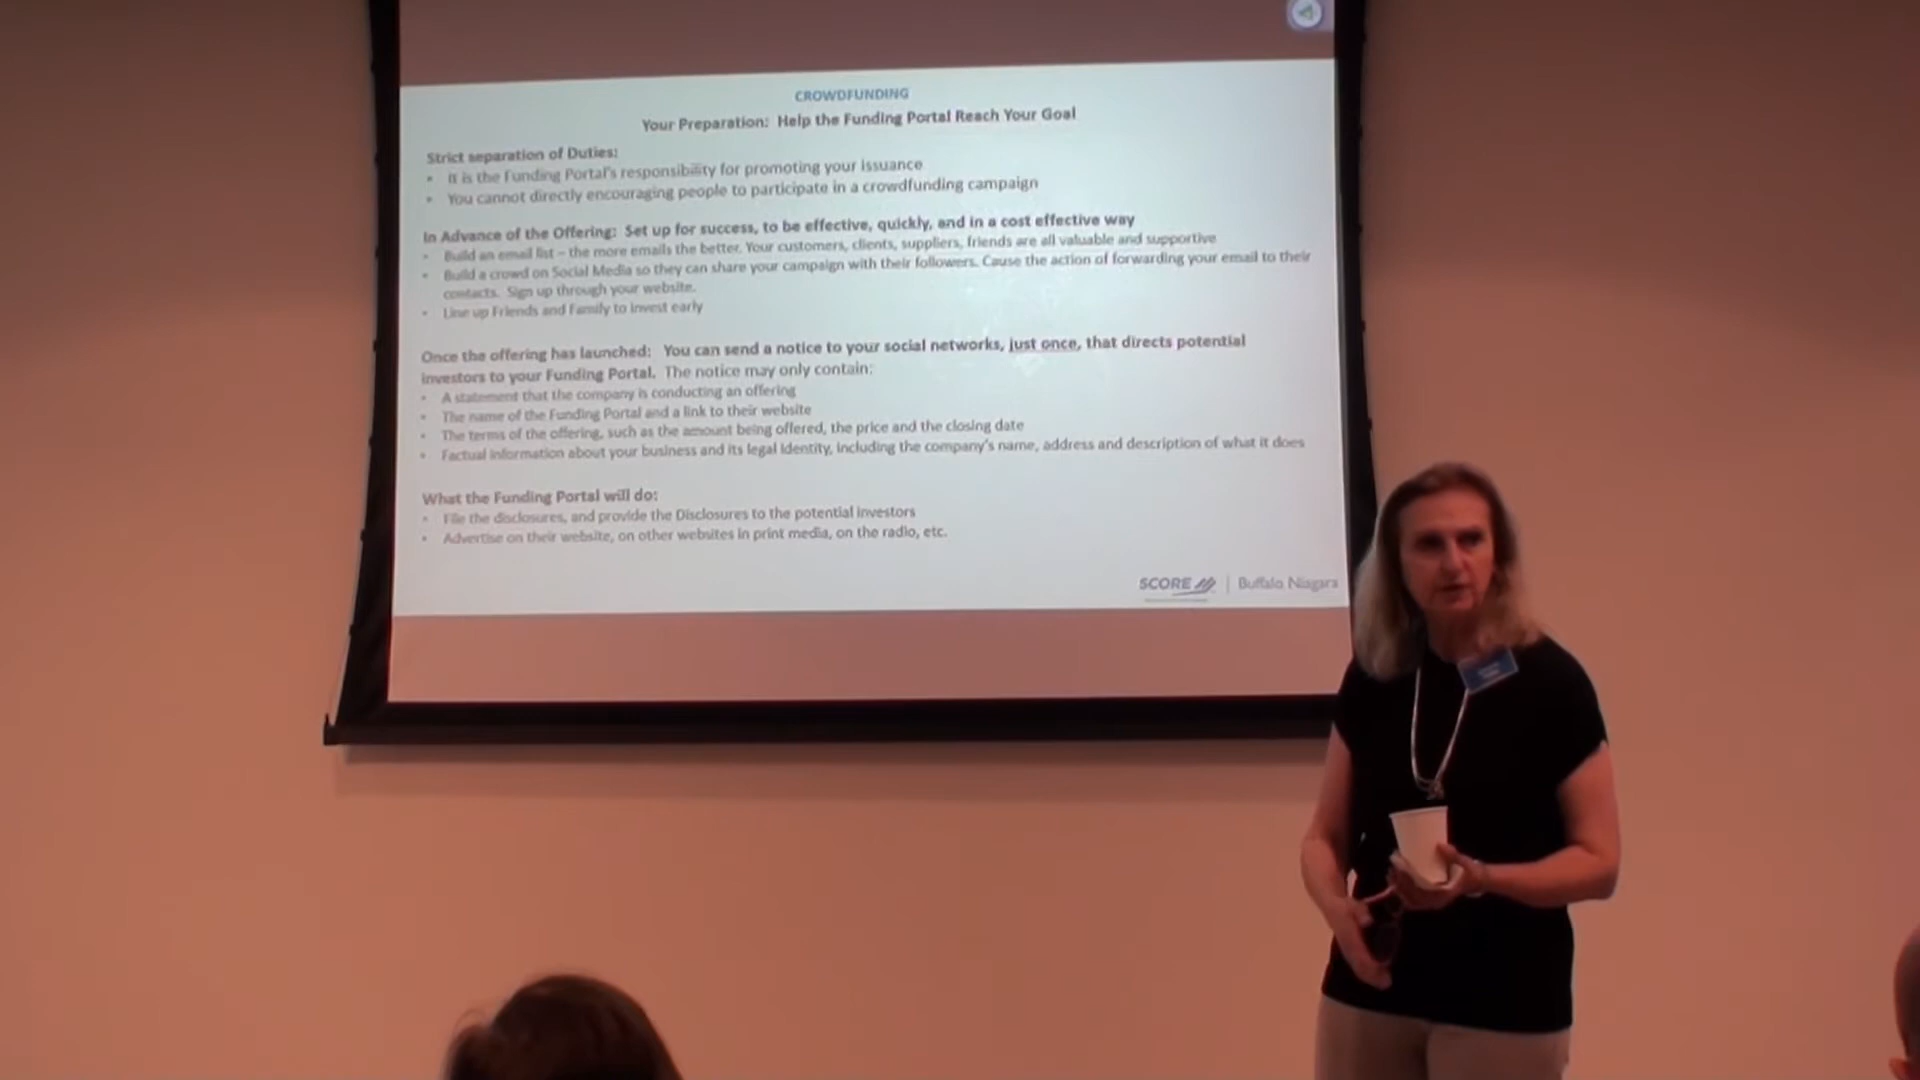 CROWDFUNDING
Your Preparation: Help the Funding Portal Reach Your Goal
Strict separation of Duties:
• It is the Funding Portal's responsibility for promoting your issuance
• You cannot directly encouraging people to participate in a crowdfunding campaign
In Advance of the Offering: Set up for success, to be effective, quickly, and in a cost effective way
• Build an email list – the more emails the better. Your customers, clients, suppliers, friends are all valuable and supportive
• Build a crowd on Social Media so they can share your campaign with their followers. Cause the action of forwarding your email to their
contacts. Sign up through your website.
• Line up Friends and Family to invest early
Once the offering has launched: You can send a notice to your social networks, just once, that directs potential
investors to your Funding Portal. The notice may only contain:
• A statement that the company is conducting an offering
• The name of the Funding Portal and a link to their website
• The terms of the offering, such as the amount being offered, the price and the closing date
• Factual information about your business and its legal identity, including the company's name, address and description of what it does
What the Funding Portal will do:
• File the disclosures, and provide the Disclosures to the potential investors
• Advertise on their website, on other websites in print media, on the radio, etc.
SCORE | Buffalo Niagara